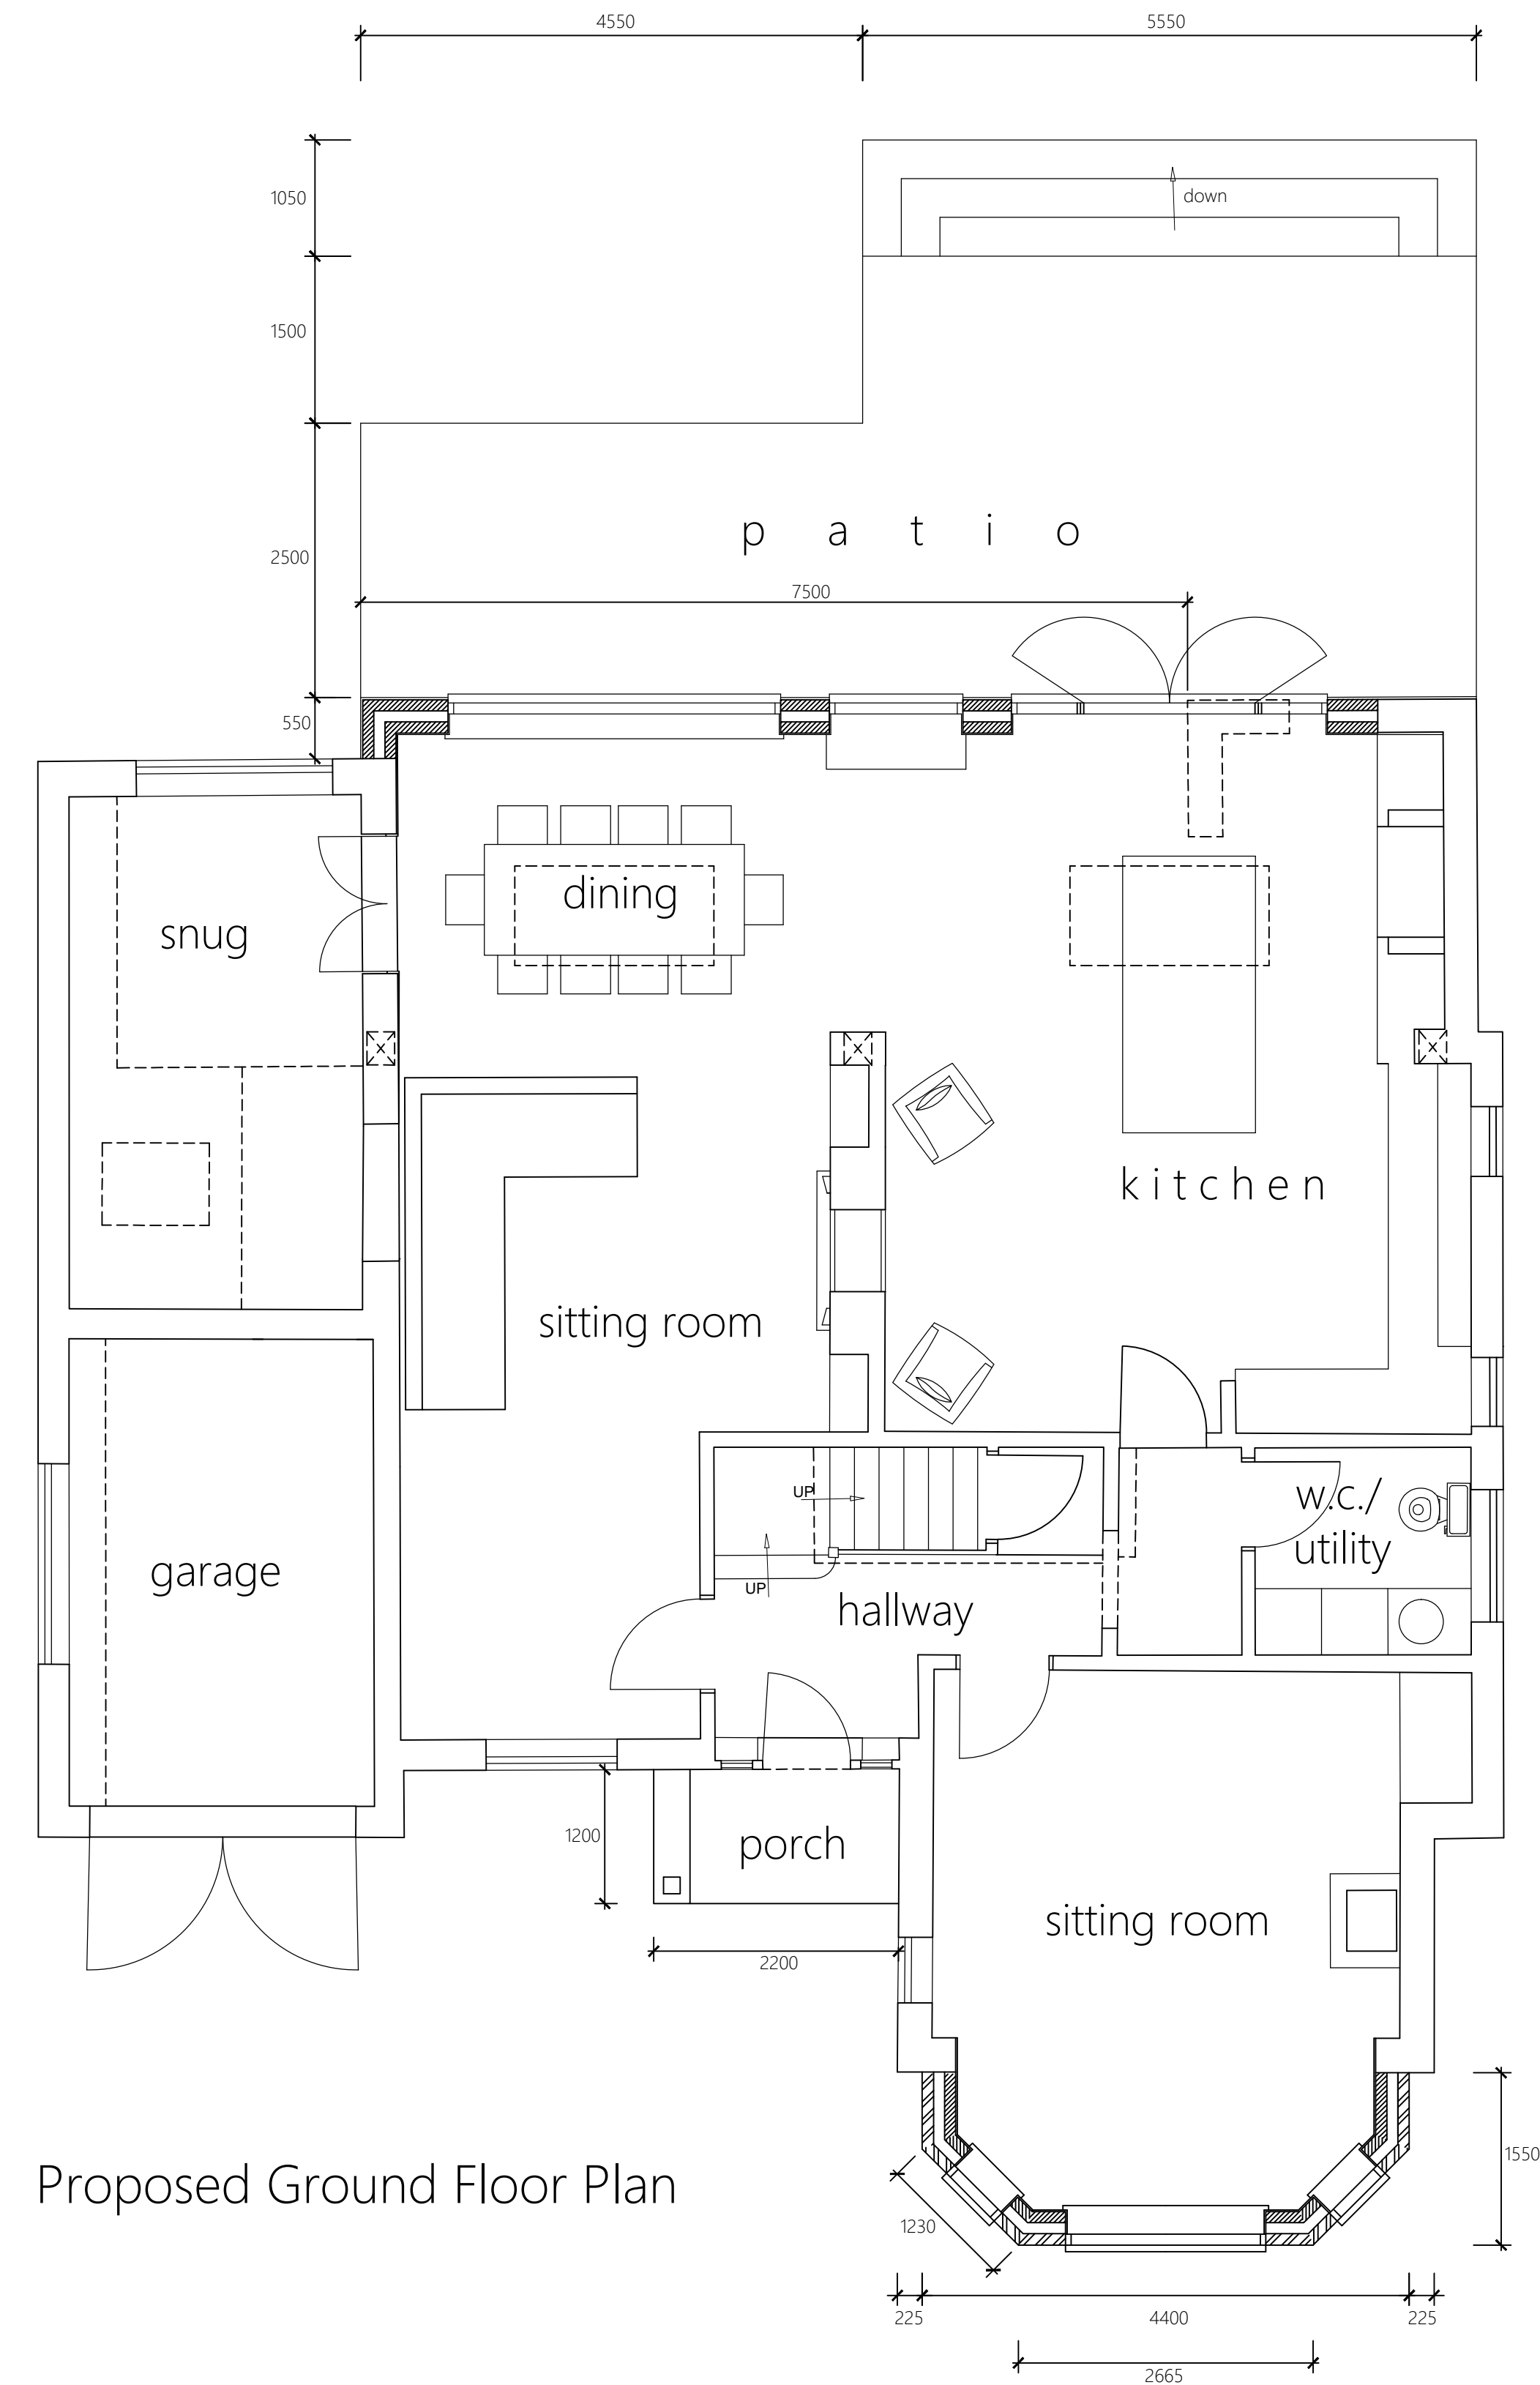 4550
5550
1050
down
1500
patio
2500
7500
550
dining
snug
kitchen
sitting room
UP
w.c./
utility
garage
UP
hallway
1200
porch
sitting room
2200
1550
Proposed Ground Floor Plan
1230
225
4400
225
2665